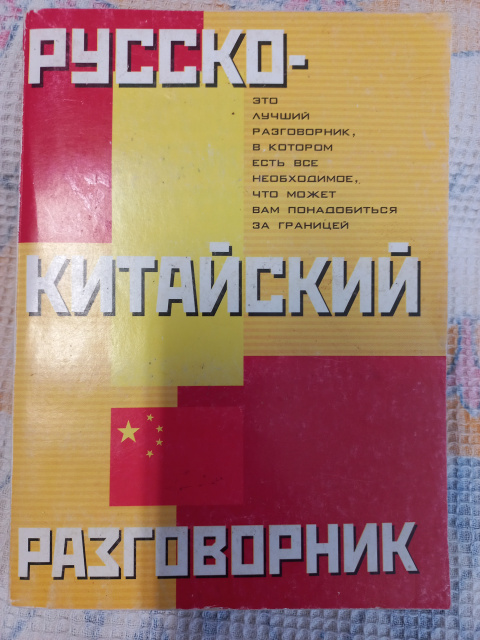 РУССКО-
ЭТО
ЛУЧШИЙ
РАЗГОВОРНИК,
В КОТОРОМ
ЕСТЬ ВСЕ
НЕОБХОДИМОЕ,
ЧТО МОЖЕТ
ВАМ ПОНАДОБИТЬСЯ
ЗА ГРАНИЦЕЙ
КИТАЙСКИЙ
РАЗГОВОРНИК